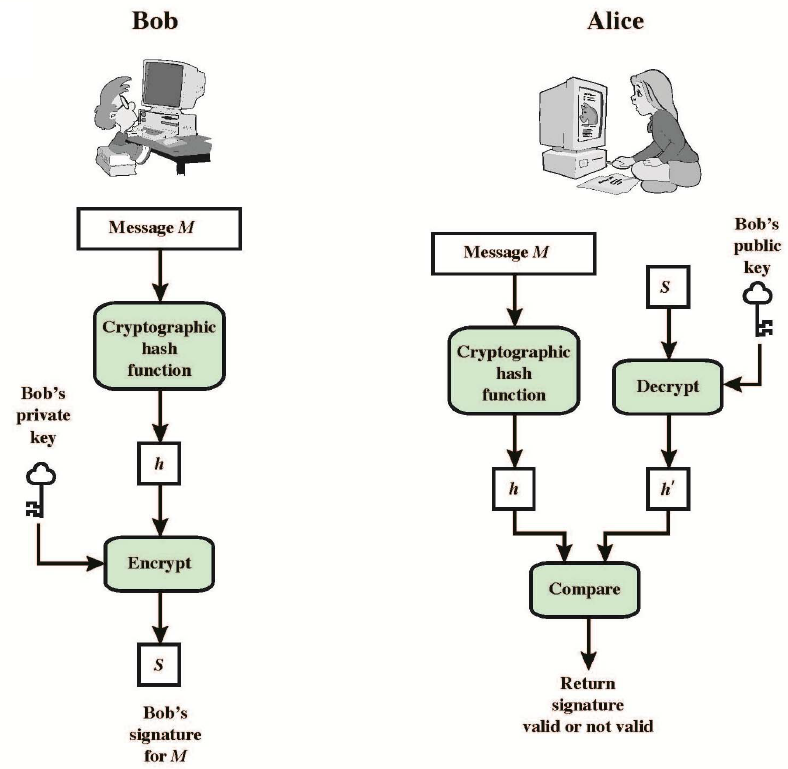 Bob
Message M
Cryptographic
hash
function
Bob's
private
key
h
Encrypt
S
Bob's
signature
for M
Alice
Message M
Bob's
public
key
S
Cryptographic
hash
function
Decrypt
h
h′
Compare
Return
signature
valid or not valid